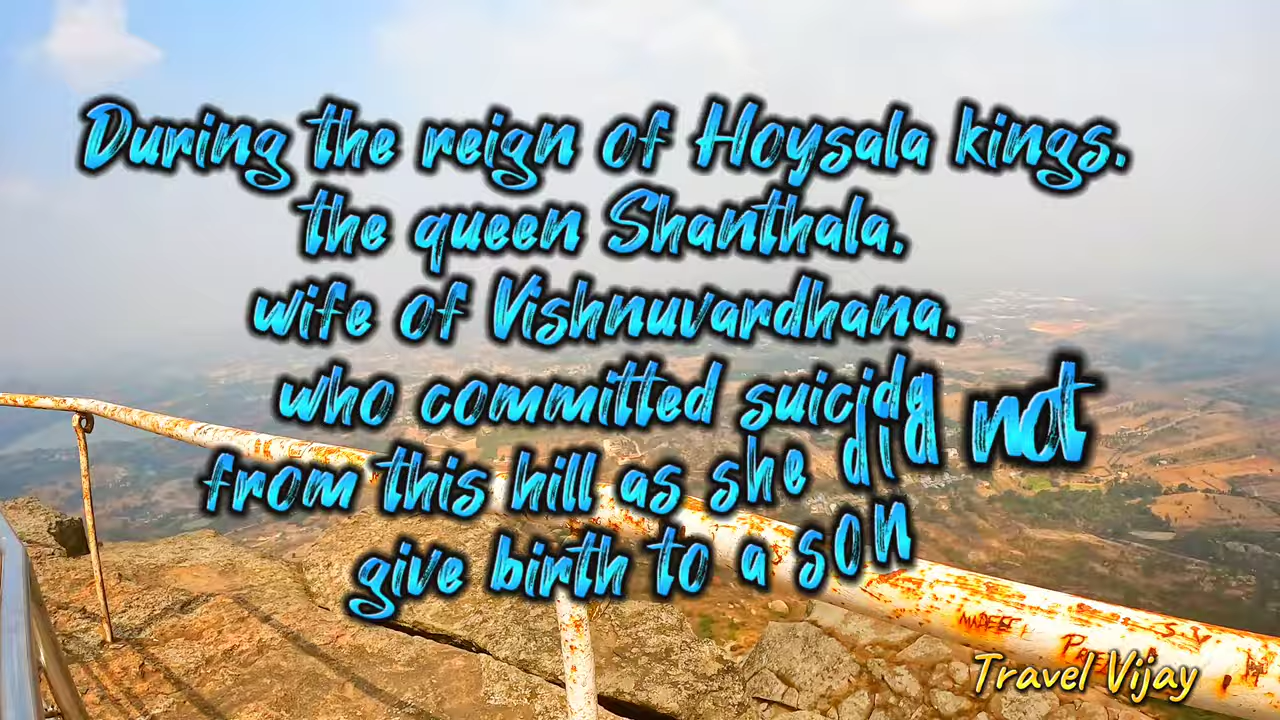 During the reign of Hoysala kings.
the queen Shanthala.
wife of Vishnuvardhana.
who committed suicide
from this hill as she did not
give birth to a son
Travel Vijay